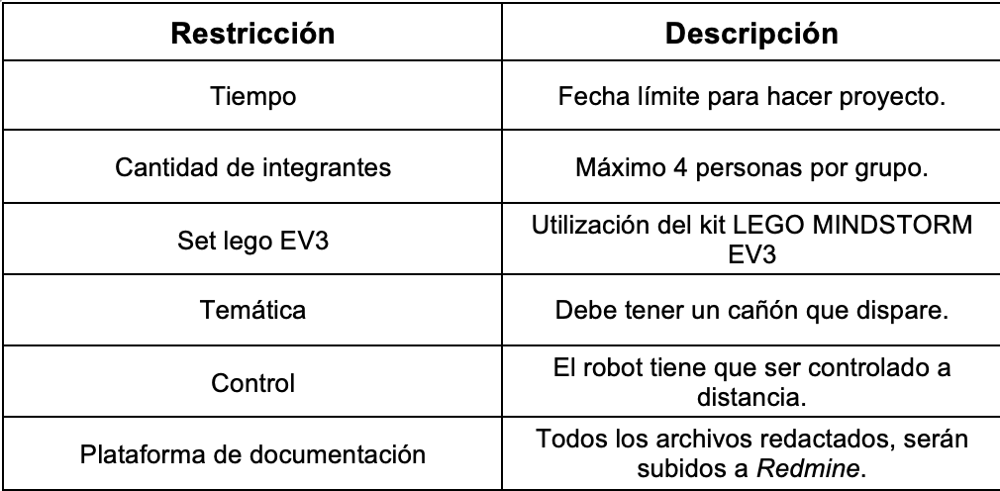 Restricción
Descripción
Tiempo
Fecha límite para hacer proyecto.
Cantidad de integrantes
Máximo 4 personas por grupo.
Set lego EV3
Utilización del kit LEGO MINDSTORM
EV3
Temática
Debe tener un cañón que dispare.
Control
El robot tiene que ser controlado a
distancia.
Plataforma de documentación
Todos los archivos redactados, serán
subidos a Redmine.